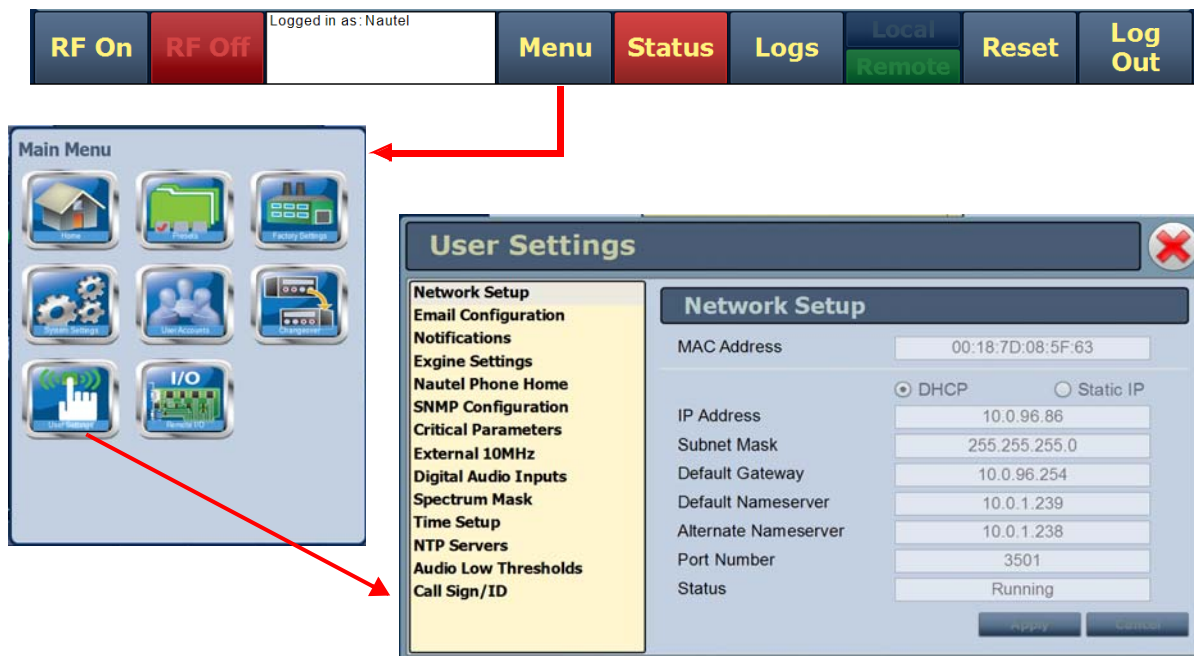 Logged in as: Nautel
RF On
RF Off
Menu
Status
Logs
Local
Remote
Reset
Log
Out
Main Menu
Home
Presets
Factory Settings
System Settings
User Accounts
Changeover
User Settings
I/O
Remote I/O
User Settings
Network Setup
Email Configuration
Notifications
Exgine Settings
Nautel Phone Home
SNMP Configuration
Critical Parameters
External 10MHz
Digital Audio Inputs
Spectrum Mask
Time Setup
NTP Servers
Audio Low Thresholds
Call Sign/ID
Network Setup
MAC Address 00:18:7D:08:5F:63
DHCP Static IP
IP Address 10.0.96.86
Subnet Mask 255.255.255.0
Default Gateway 10.0.96.254
Default Nameserver 10.0.1.239
Alternate Nameserver 10.0.1.238
Port Number 3501
Status Running
Apply Cancel